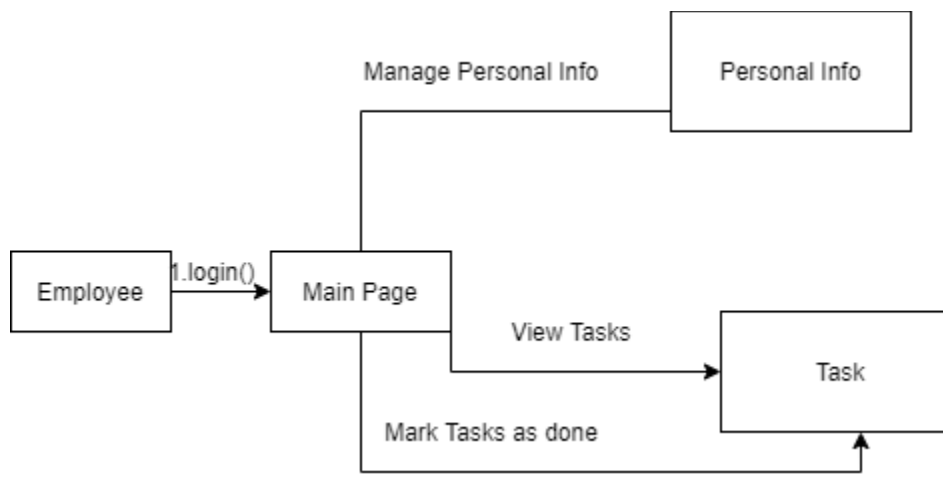 Manage Personal Info
Personal Info
Employee
1.login()
Main Page
View Tasks
Task
Mark Tasks as done